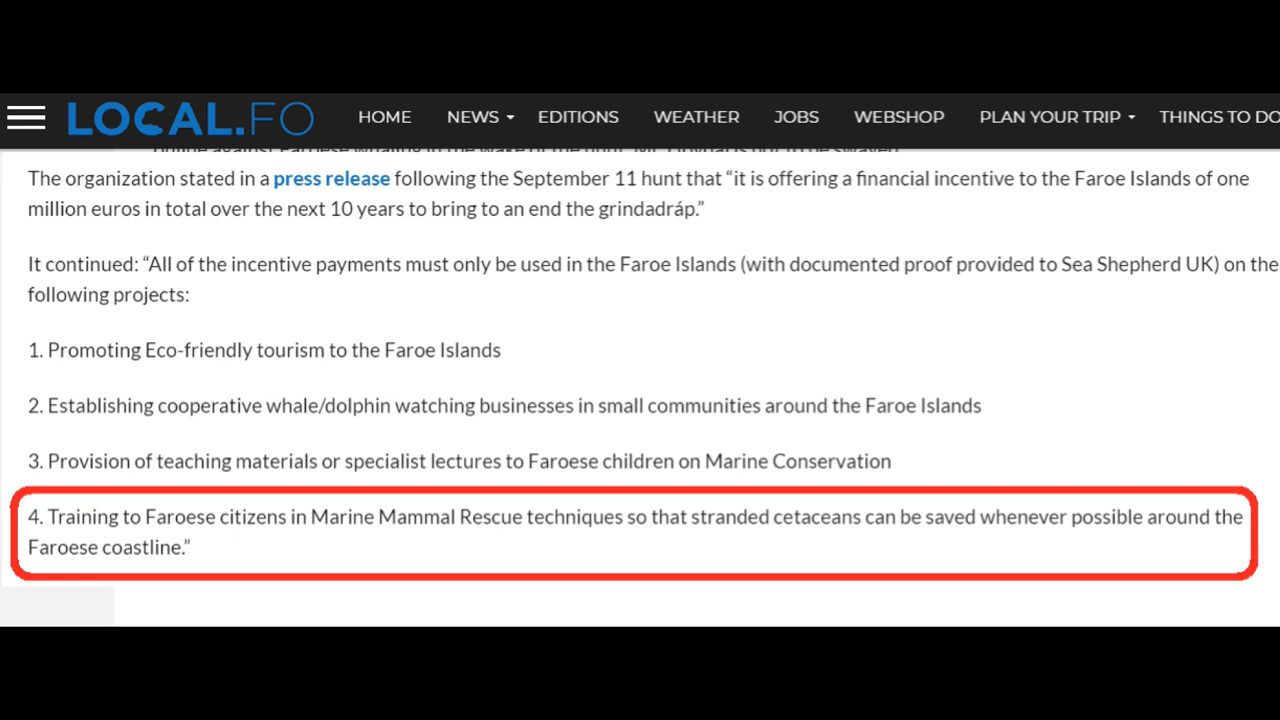 LOCAL.FO HOME NEWS EDITIONS WEATHER JOBS WEBSHOP PLAN YOUR TRIP THINGS TO DO
The organization stated in a press release following the September 11 hunt that “it is offering a financial incentive to the Faroe Islands of one
million euros in total over the next 10 years to bring to an end the grindadráp.”
It continued: “All of the incentive payments must only be used in the Faroe Islands (with documented proof provided to Sea Shepherd UK) on the
following projects:
1. Promoting Eco-friendly tourism to the Faroe Islands
2. Establishing cooperative whale/dolphin watching businesses in small communities around the Faroe Islands
3. Provision of teaching materials or specialist lectures to Faroese children on Marine Conservation
4. Training to Faroese citizens in Marine Mammal Rescue techniques so that stranded cetaceans can be saved whenever possible around the
Faroese coastline.”